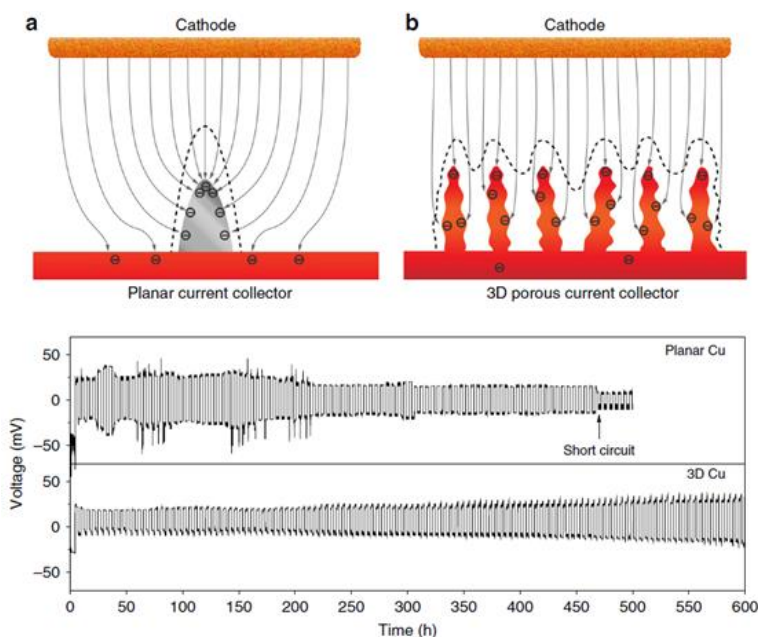 a
Cathode
Planar current collector
b
Cathode
3D porous current collector
Voltage (mV)
50
0
−50
Planar Cu
Short circuit
50
0
−50
3D Cu
0 50 100 150 200 250 300 350 400 450 500 550 600
Time (h)